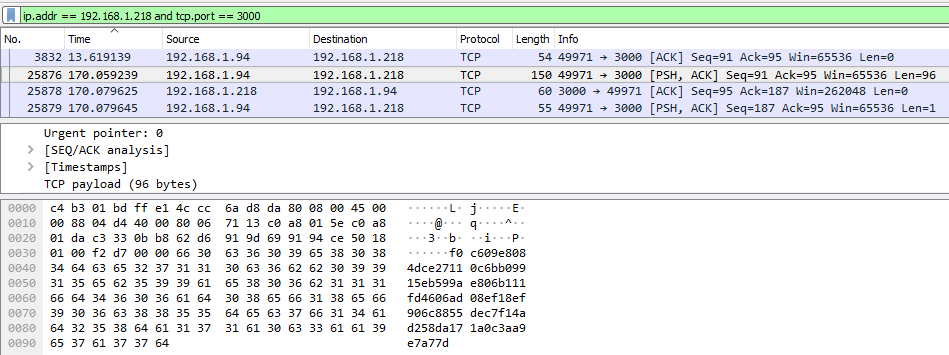 ip.addr == 192.168.1.218 and tcp.port == 3000
No. Time Source Destination Protocol Length Info
3832 13.619139 192.168.1.94 192.168.1.218 TCP 54 49971 → 3000 [ACK] Seq=91 Ack=95 Win=65536 Len=0
25876 170.059239 192.168.1.94 192.168.1.218 TCP 150 49971 → 3000 [PSH, ACK] Seq=91 Ack=95 Win=65536 Len=96
25878 170.079625 192.168.1.218 192.168.1.94 TCP 60 3000 → 49971 [ACK] Seq=95 Ack=187 Win=262048 Len=0
25879 170.079645 192.168.1.94 192.168.1.218 TCP 55 49971 → 3000 [PSH, ACK] Seq=187 Ack=95 Win=65536 Len=1
Urgent pointer: 0
[SEQ/ACK analysis]
[Timestamps]
TCP payload (96 bytes)
0000 c4 b3 01 bd ff e1 4c cc 6a d8 da 80 08 00 45 00 ······L· j·····E·
0010 00 88 04 d4 40 00 80 06 71 13 c0 a8 01 5e c0 a8 ····@··· q····^··
0020 01 da c3 33 0b b8 62 d6 91 9d 69 91 94 ce 50 18 ···3··b· ··i···P·
0030 01 00 f2 d7 00 00 66 30 63 36 30 39 65 38 30 38 ······f0 c609e808
0040 34 64 63 65 32 37 31 31 30 63 36 62 62 30 39 39 4dce2711 0c6bb099
0050 31 35 65 62 35 39 39 61 65 38 30 36 62 31 31 31 15eb599a e806b111
0060 66 64 34 36 30 36 61 64 30 38 65 66 31 38 65 66 fd4606ad 08ef18ef
0070 39 30 36 63 38 38 35 35 64 65 63 37 66 31 34 61 906c8855 dec7f14a
0080 64 32 35 38 64 61 31 37 31 61 30 63 33 61 61 39 d258da17 1a0c3aa9
0090 65 37 61 37 37 64 e7a77d